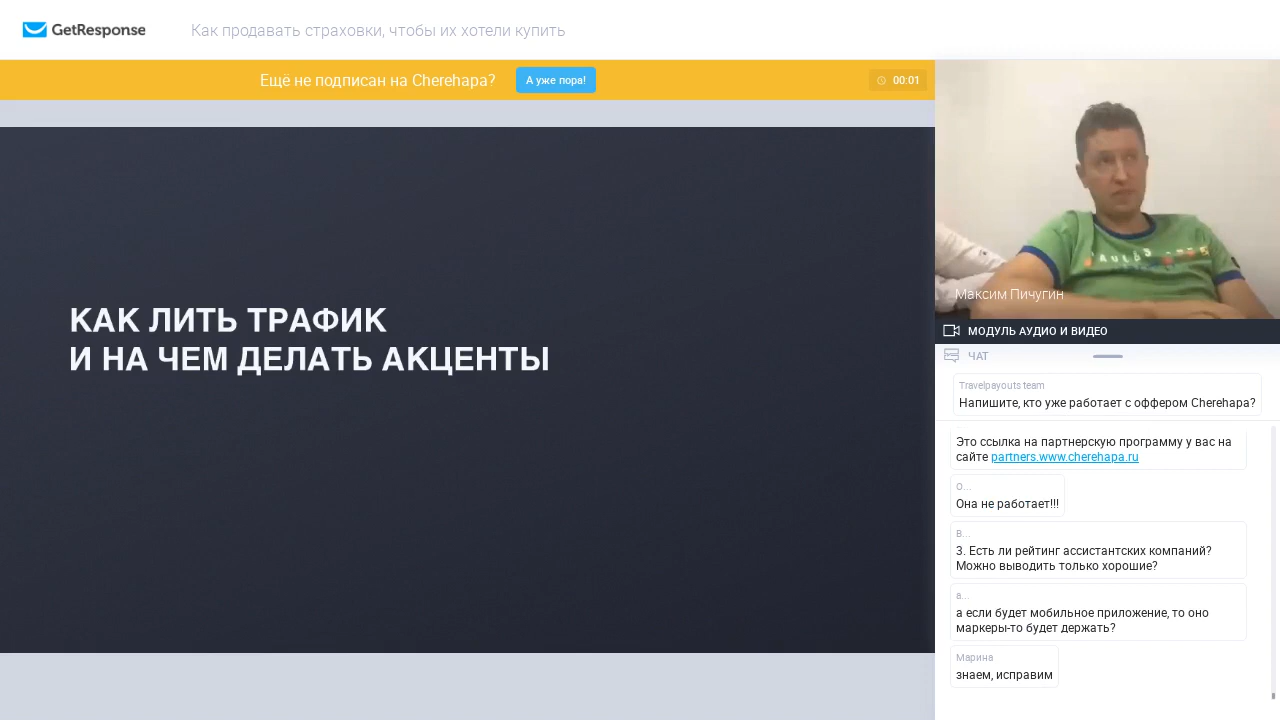 GetResponse
Как продавать страховки, чтобы их хотели купить
Ещё не подписан на Cherehapa?
А уже пора!
00:01
КАК ЛИТЬ ТРАФИК
И НА ЧЕМ ДЕЛАТЬ АКЦЕНТЫ
Максим Пичугин
МОДУЛЬ АУДИО И ВИДЕО
ЧАТ
Travelpayouts team
Напишите, кто уже работает с оффером Cherehapa?
Это ссылка на партнерскую программу у вас на
сайте partners.www.cherehapa.ru
О...
Она не работает!!!
В...
3. Есть ли рейтинг ассистантских компаний?
Можно выводить только хорошие?
а...
а если будет мобильное приложение, то оно
маркеры-то будет держать?
Марина
знаем, исправим